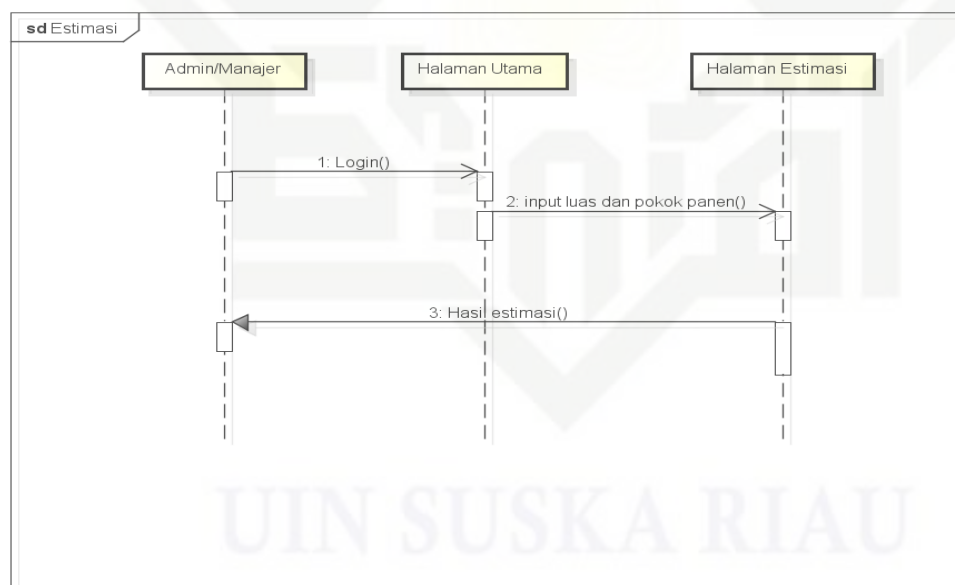 sd Estimasi
Admin/Manajer
Halaman Utama
Halaman Estimasi
1: Login()
2: input luas dan pokok panen()
3: Hasil estimasi()
UIN SUSKA RIAU